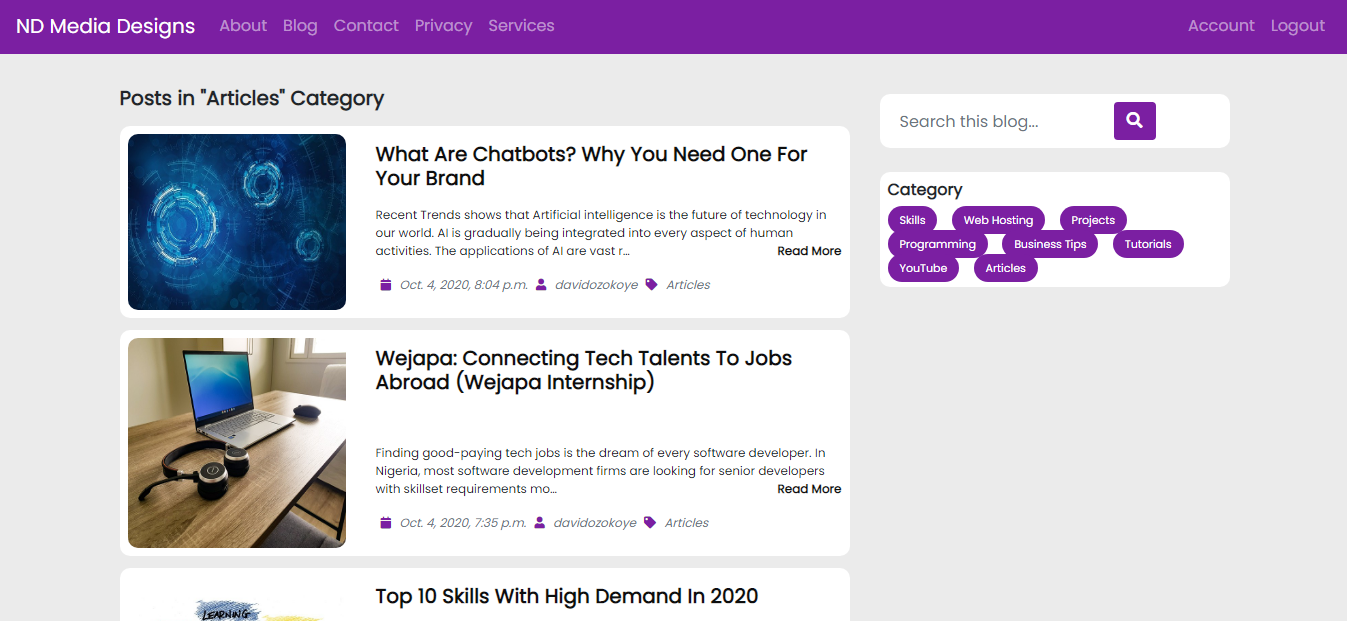 ND Media Designs About Blog Contact Privacy Services Account Logout
Posts in "Articles" Category
What Are Chatbots? Why You Need One For
Your Brand
Recent Trends shows that Artificial intelligence is the future of technology in
our world. AI is gradually being integrated into every aspect of human
activities. The applications of AI are vast r... Read More
Oct. 4, 2020, 8:04 p.m. davidozokoye Articles
Wejapa: Connecting Tech Talents To Jobs
Abroad (Wejapa Internship)
Finding good-paying tech jobs is the dream of every software developer. In
Nigeria, most software development firms are looking for senior developers
with skillset requirements mo... Read More
Oct. 4, 2020, 7:35 p.m. davidozokoye Articles
Top 10 Skills With High Demand In 2020
LEARNING
Search this blog...
Category
Skills Web Hosting Projects
Programming Business Tips Tutorials
YouTube Articles